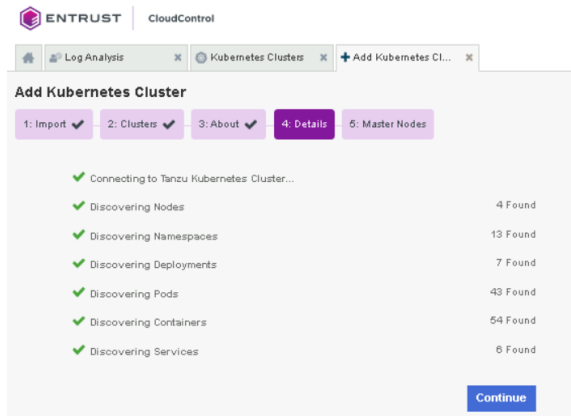 ENTRUST CloudControl
Log Analysis Kubernetes Clusters Add Kubernetes Cl...
Add Kubernetes Cluster
1: Import 2: Clusters 3: About 4: Details 5: Master Nodes
Connecting to Tanzu Kubernetes Cluster...
Discovering Nodes 4 Found
Discovering Namespaces 13 Found
Discovering Deployments 7 Found
Discovering Pods 43 Found
Discovering Containers 54 Found
Discovering Services 6 Found
Continue